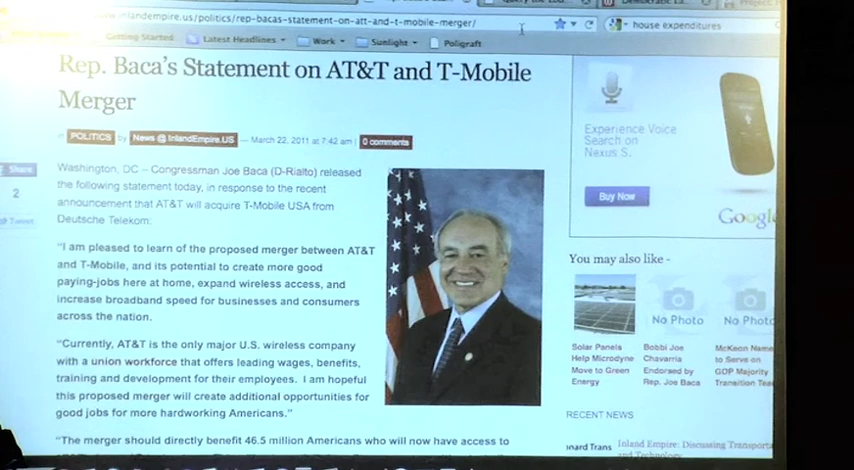 inlandempire.us/politics/rep-bacas-statement-on-att-and-t-mobile-merger/
house expenditures
Getting Started
Latest Headlines
Work
Sunlight
Poligraft
Rep. Baca's Statement on AT&T and T-Mobile
Merger
in POLITICS by News @ InlandEmpire.US — March 22, 2011 at 7:42 am | 0 comments
Share
2
Tweet
Washington, DC – Congressman Joe Baca (D-Rialto) released
the following statement today, in response to the recent
announcement that AT&T will acquire T-Mobile USA from
Deutsche Telekom:
"I am pleased to learn of the proposed merger between AT&T
and T-Mobile, and its potential to create more good
paying-jobs here at home, expand wireless access, and
increase broadband speed for businesses and consumers
across the nation.
"Currently, AT&T is the only major U.S. wireless company
with a union workforce that offers leading wages, benefits,
training and development for their employees. I am hopeful
this proposed merger will create additional opportunities for
good jobs for more hardworking Americans."
"The merger should directly benefit 46.5 million Americans who will now have access to
Experience Voice
Search on
Nexus S.
Buy Now
Google
You may also like -
No Photo
No Photo
Solar Panels
Help Microdyne
Move to Green
Energy
Bobbi Joe
Chavarria
Endorsed by
Rep. Joe Baca
McKeon Name
to Serve on
GOP Majority
Transition Tea
RECENT NEWS
nard Trans
Inland Empire: Discussing Transporta
and Technology